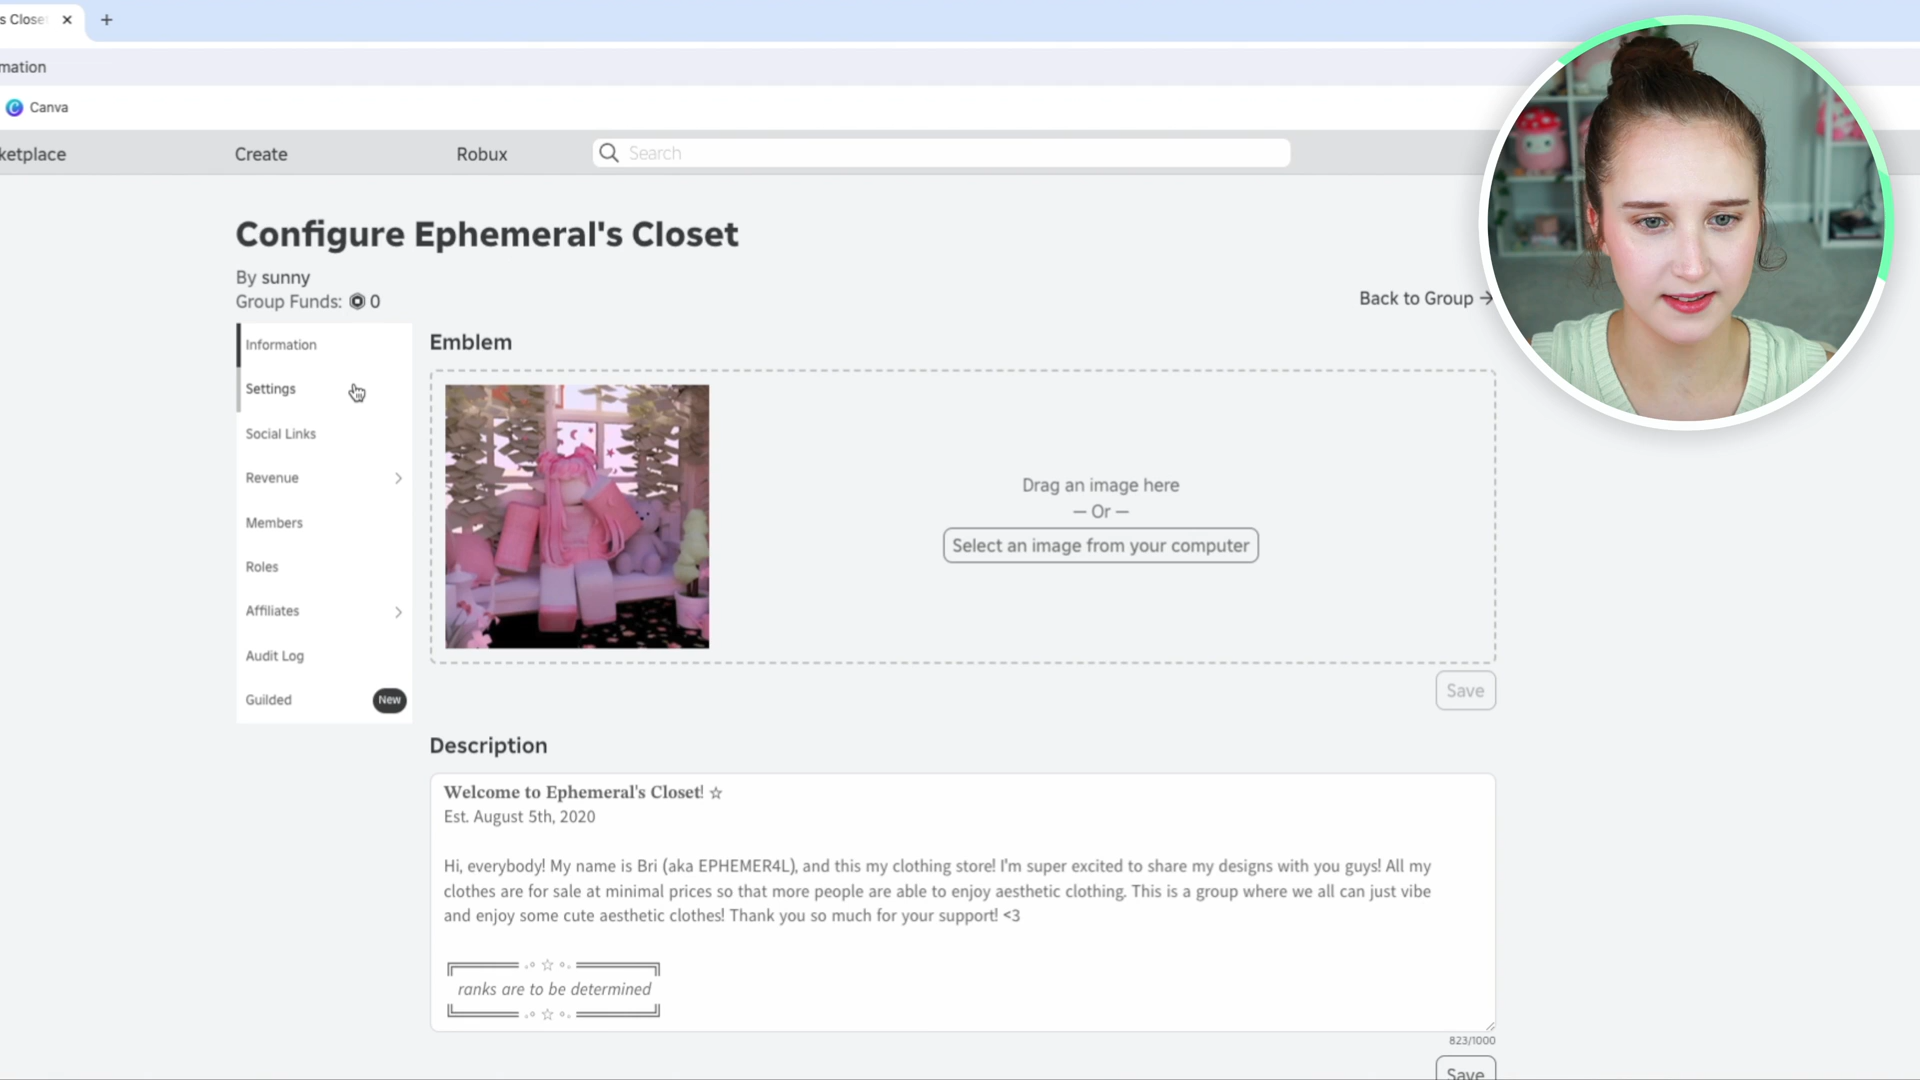 s Close
mation
Canva
ketplace
Create
Robux
Search
Configure Ephemeral's Closet
By sunny
Group Funds: 0
Back to Group →
Information
Settings
Social Links
Revenue
Members
Roles
Affiliates
Audit Log
Guilded
New
Emblem
Drag an image here
— Or —
Select an image from your computer
Save
Description
Welcome to Ephemeral's Closet! ☆
Est. August 5th, 2020
Hi, everybody! My name is Bri (aka EPHEMER4L), and this my clothing store! I'm super excited to share my designs with you guys! All my
clothes are for sale at minimal prices so that more people are able to enjoy aesthetic clothing. This is a group where we all can just vibe
and enjoy some cute aesthetic clothes! Thank you so much for your support! <3
╔═════ ∘◦ ☆ ◦∘ ═════╗
ranks are to be determined
╚═════ ∘◦ ☆ ◦∘ ═════╝
823/1000
Save